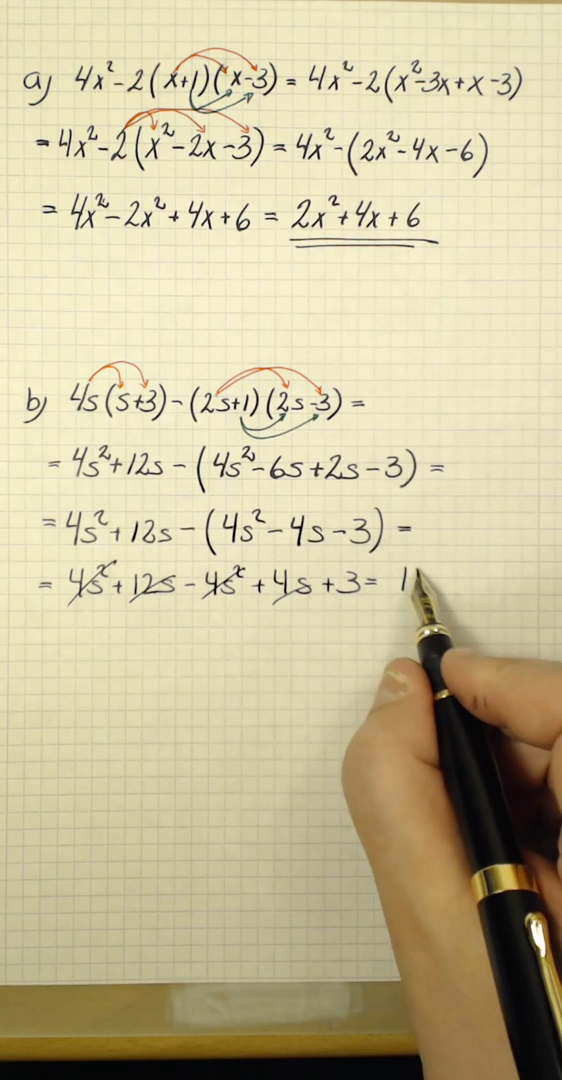 a) 4x² - 2(x+1)(x-3) = 4x² - 2(x²-3x+x-3)
= 4x² - 2(x² - 2x - 3) = 4x² - (2x² - 4x - 6)
= 4x² - 2x² + 4x + 6 = 2x² + 4x + 6
b) 4s(s+3) - (2s+1)(2s-3) =
= 4s² + 12s - (4s² - 6s + 2s - 3) =
= 4s² + 12s - (4s² - 4s - 3) =
= 4s² + 12s - 4s² + 4s + 3 = 1